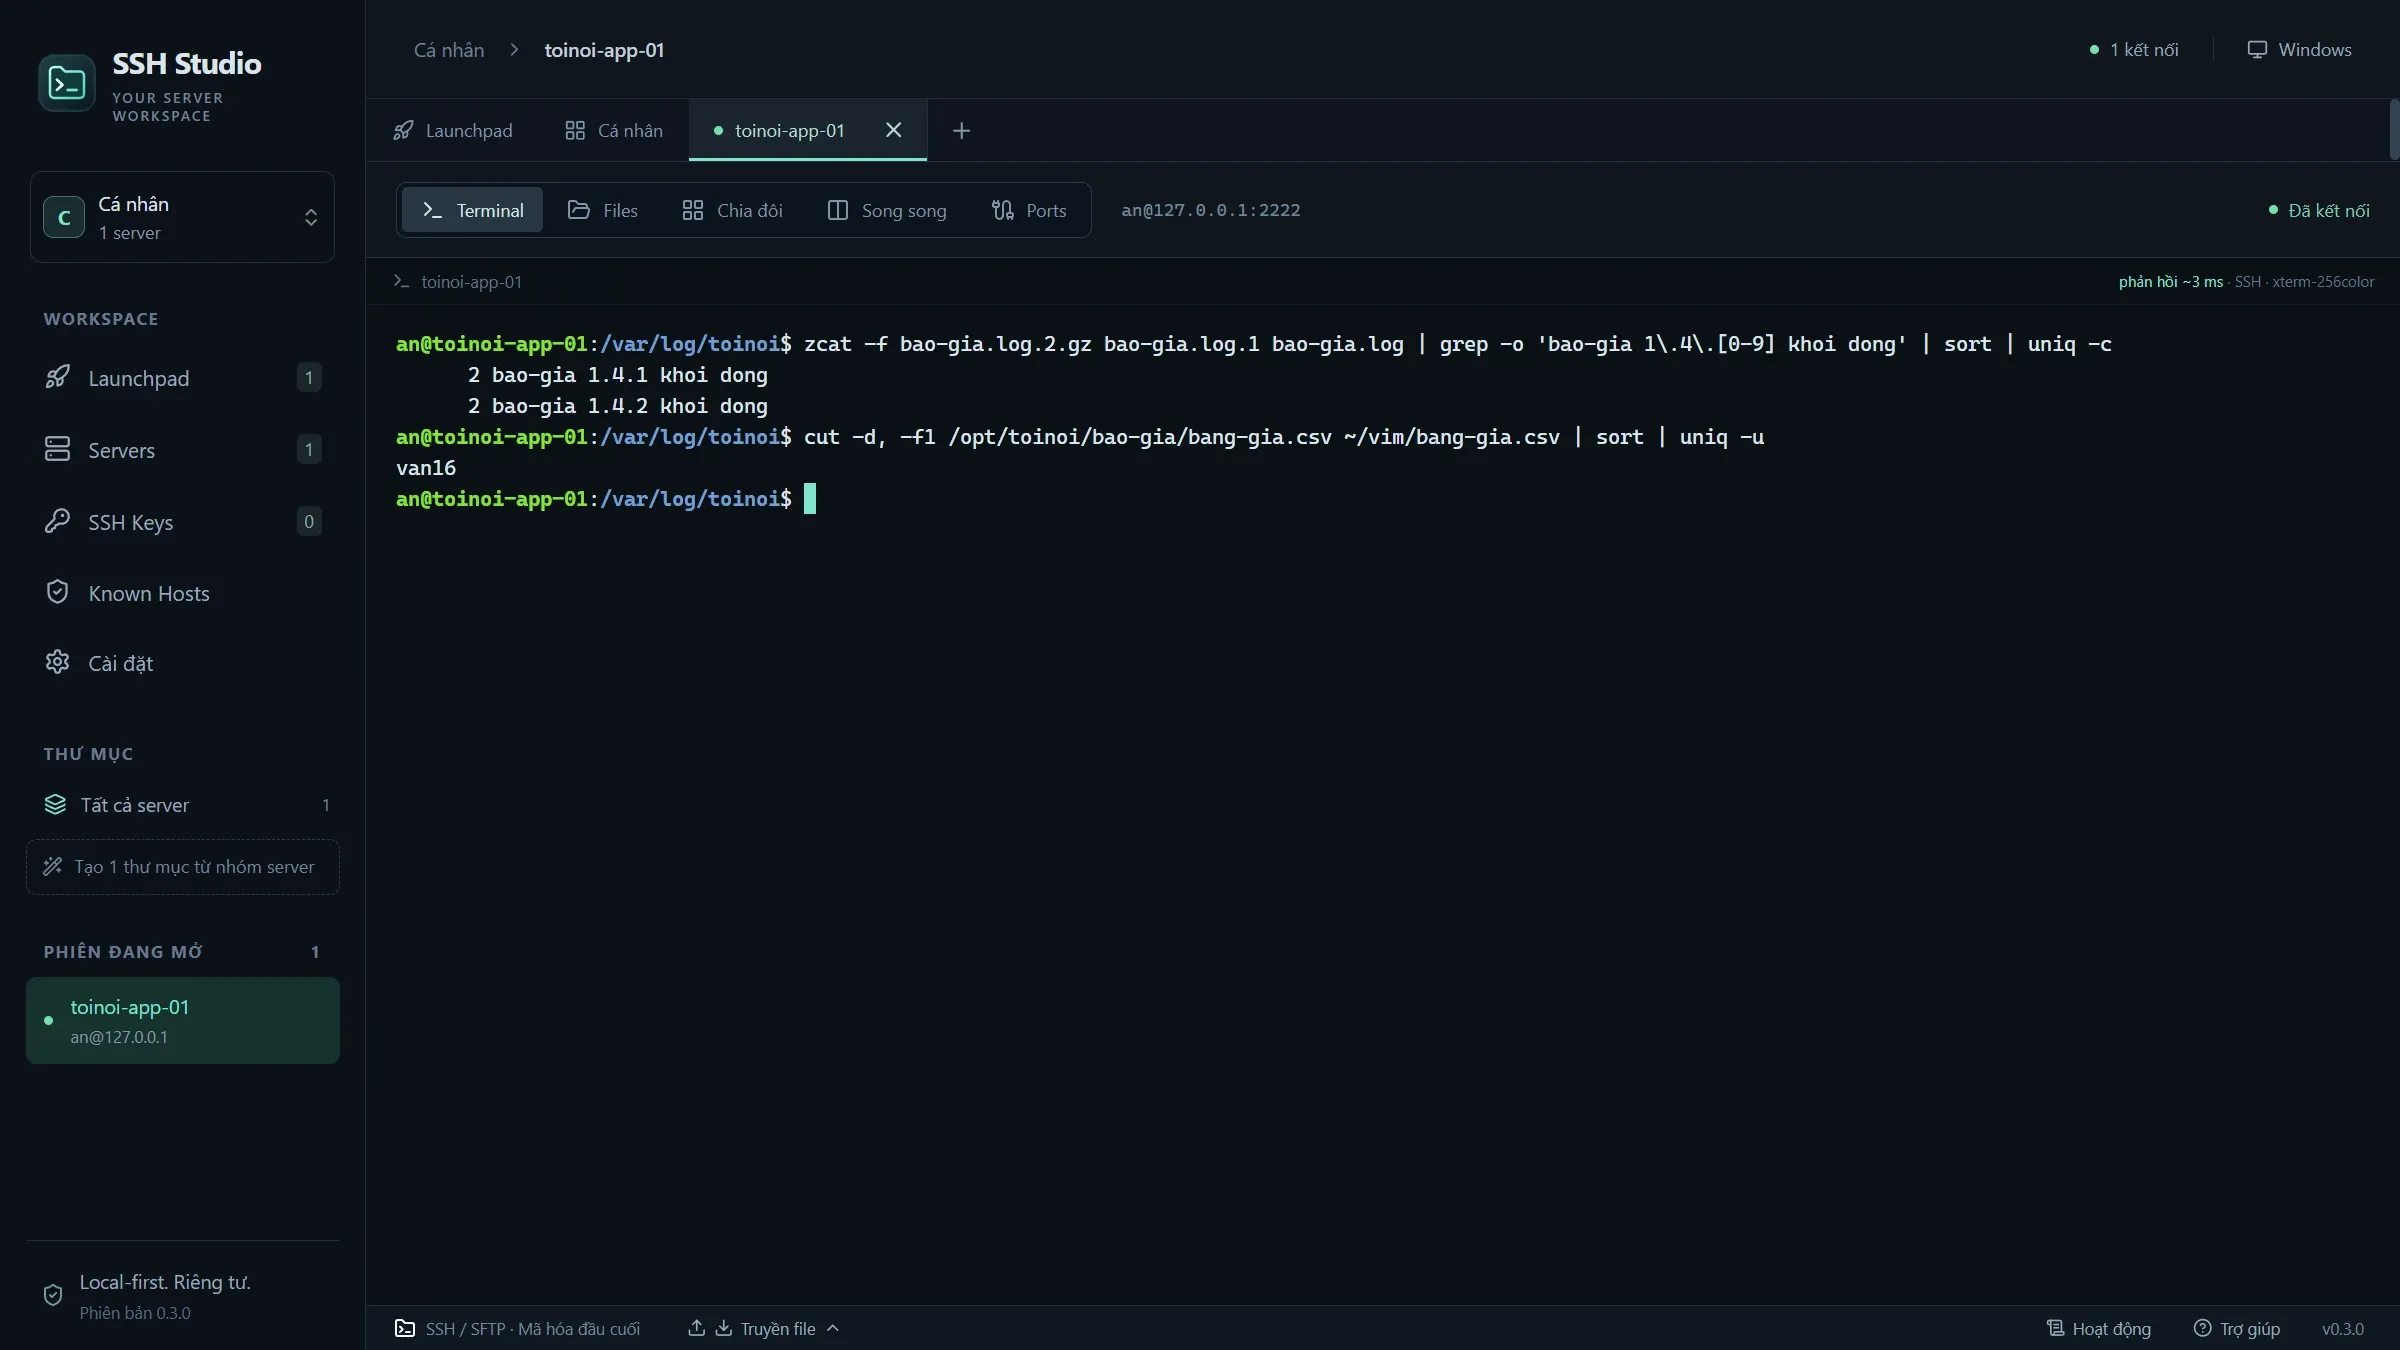 SSH Studio
YOUR SERVER
WORKSPACE
C
Cá nhân
1 server
WORKSPACE
Launchpad 1
Servers 1
SSH Keys 0
Known Hosts
Cài đặt
THƯ MỤC
Tất cả server 1
Tạo 1 thư mục từ nhóm server
PHIÊN ĐANG MỞ 1
toinoi-app-01
an@127.0.0.1
Local-first. Riêng tư.
Phiên bản 0.3.0
Cá nhân > toinoi-app-01
1 kết nối
Windows
Launchpad
Cá nhân
toinoi-app-01
Terminal
Files
Chia đôi
Song song
Ports
an@127.0.0.1:2222
Đã kết nối
toinoi-app-01
phản hồi ~3 ms · SSH · xterm-256color
an@toinoi-app-01:/var/log/toinoi$ zcat -f bao-gia.log.2.gz bao-gia.log.1 bao-gia.log | grep -o 'bao-gia 1\.4\.[0-9] khoi dong' | sort | uniq -c
2 bao-gia 1.4.1 khoi dong
2 bao-gia 1.4.2 khoi dong
an@toinoi-app-01:/var/log/toinoi$ cut -d, -f1 /opt/toinoi/bao-gia/bang-gia.csv ~/vim/bang-gia.csv | sort | uniq -u
van16
an@toinoi-app-01:/var/log/toinoi$
SSH / SFTP · Mã hóa đầu cuối
Truyền file
Hoạt động
Trợ giúp
v0.3.0